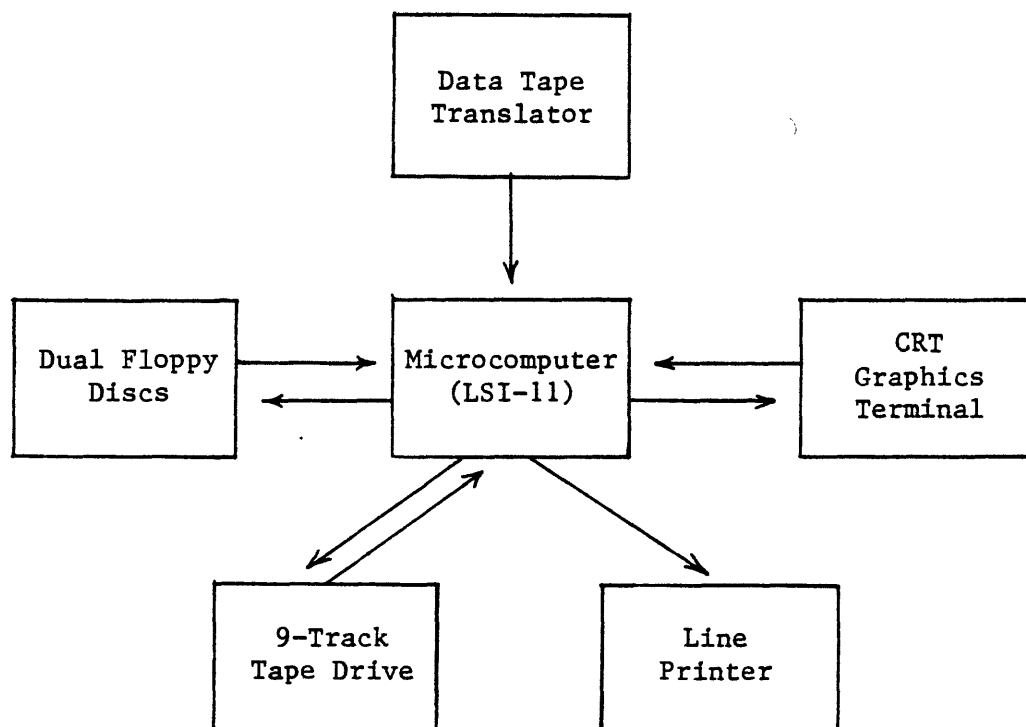 Data Tape
Translator
Dual Floppy
Discs
Microcomputer
(LSI-11)
CRT
Graphics
Terminal
9-Track
Tape Drive
Line
Printer